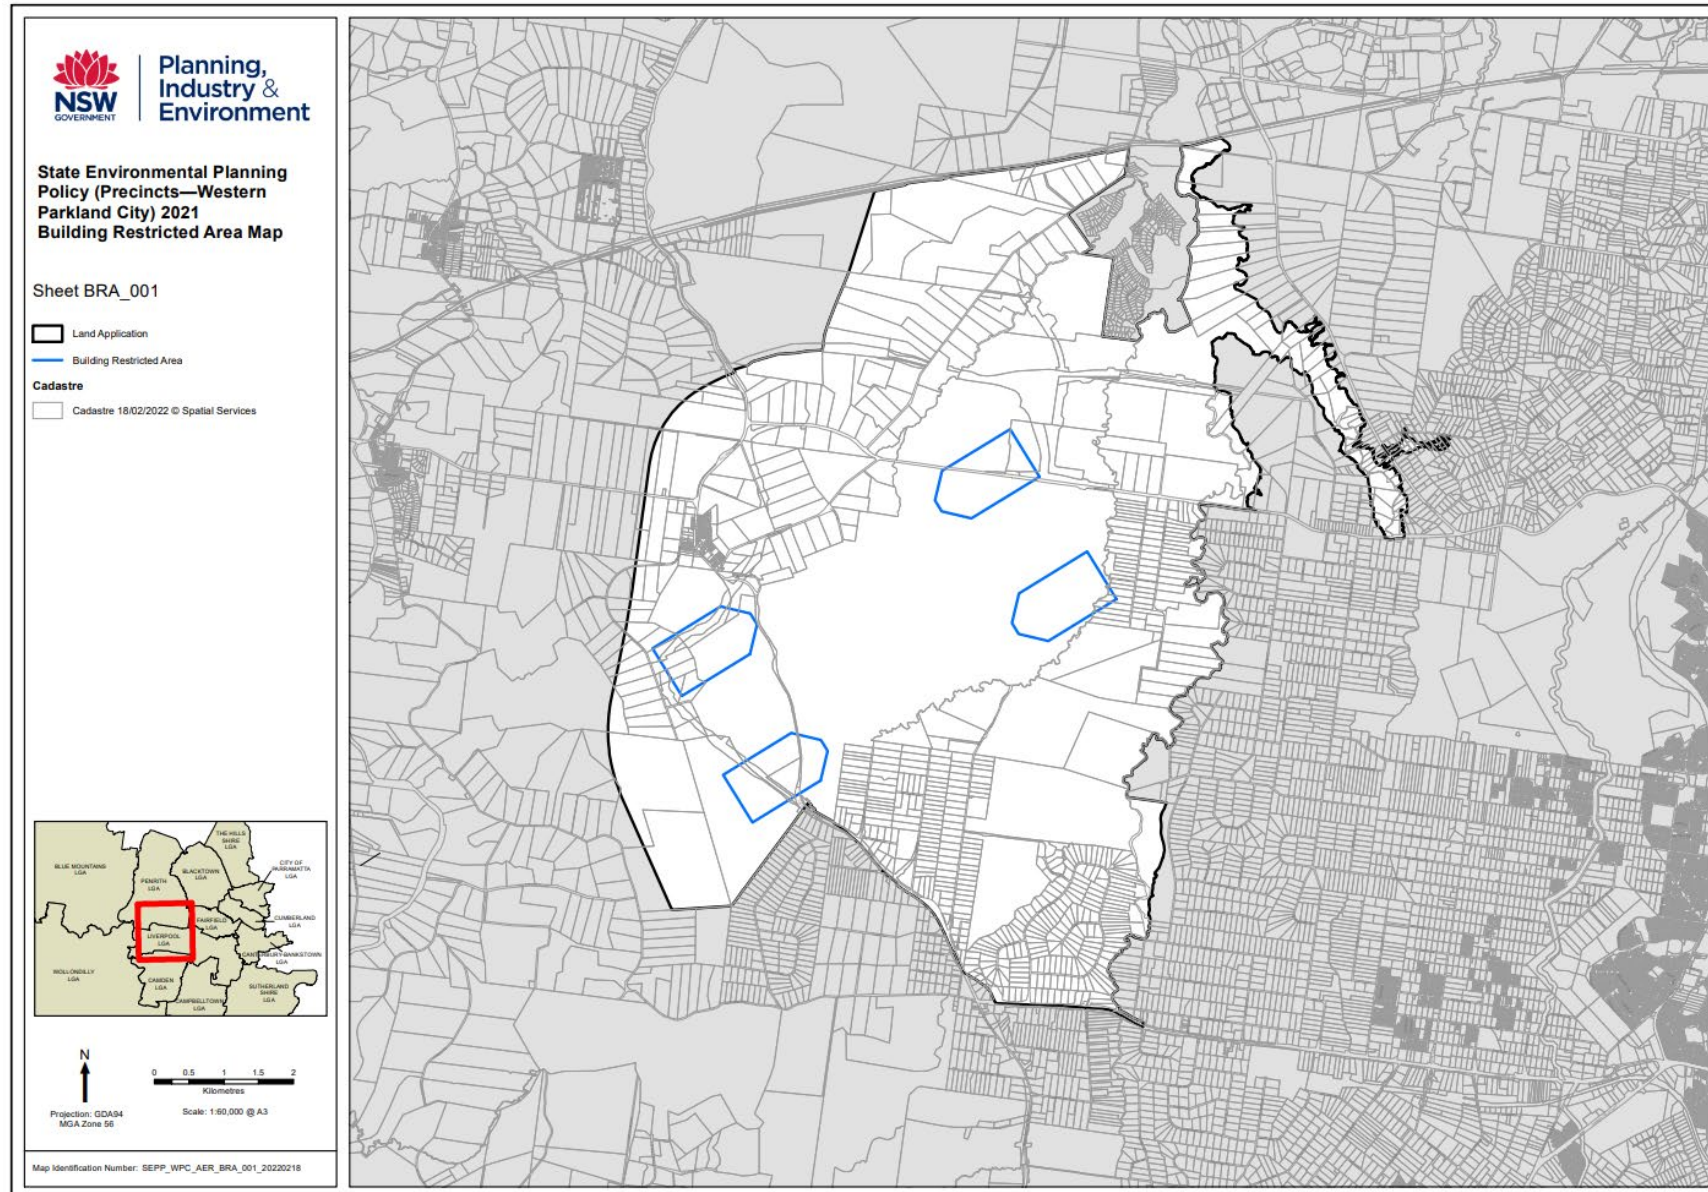 NSW
GOVERNMENT
Planning,
Industry &
Environment
State Environmental Planning
Policy (Precincts—Western
Parkland City) 2021
Building Restricted Area Map
Sheet BRA_001
Land Application
Building Restricted Area
Cadastre
Cadastre 18/02/2022 © Spatial Services
THE HILLS
SHIRE
LGA
BLUE MOUNTAINS
LGA
CITY OF
PARRAMATTA
LGA
BLACKTOWN
LGA
PENRITH
LGA
FAIRFIELD
LGA
CUMBERLAND
LGA
LIVERPOOL
LGA
CANTERBURY-BANKSTOWN
LGA
WOLLONDILLY
LGA
CAMDEN
LGA
SUTHERLAND
SHIRE
LGA
CAMPBELLTOWN
LGA
N
0 0.5 1 1.5 2
Kilometres
Projection: GDA94
MGA Zone 56
Scale: 1:60,000 @ A3
Map Identification Number: SEPP_WPC_AER_BRA_001_20220218